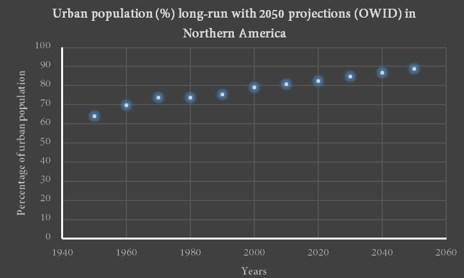 Urban population (%) long-run with 2050 projections (OWID) in
Northern America
100
90
80
70
60
50
40
30
20
10
0
Percentage of urban population
1940 1960 1980 2000 2020 2040 2060
Years